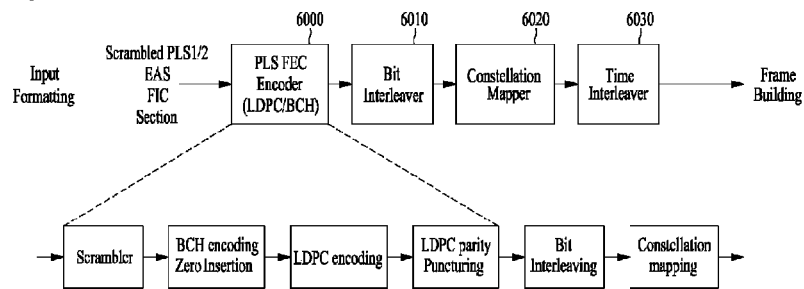 6000
6010
6020
6030
Input
Formatting
Scrambled PLS1/2
EAS
FIC
Section
PLS FEC
Encoder
(LDPC/BCH)
Bit
Interleaver
Constellation
Mapper
Time
Interleaver
Frame
Building
Scrambler
BCH encoding
Zero Insertion
LDPC encoding
LDPC parity
Puncturing
Bit
Interleaving
Constellation
mapping